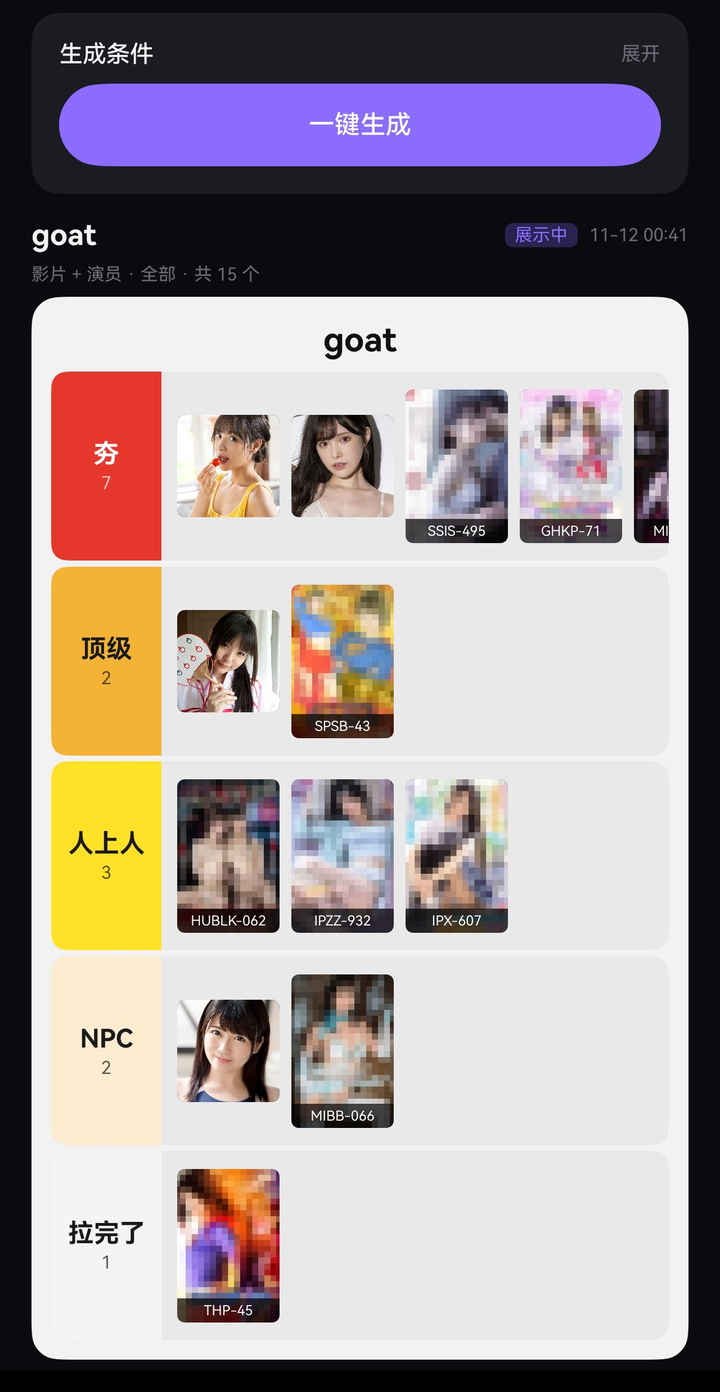 生成条件
展开
一键生成
goat
展示中
11-12 00:41
影片 + 演员 · 全部 · 共 15 个
goat
夯
7
SSIS-495
GHKP-71
MI
顶级
2
SPSB-43
人上人
3
HUBLK-062
IPZZ-932
IPX-607
NPC
2
MIBB-066
拉完了
1
THP-45